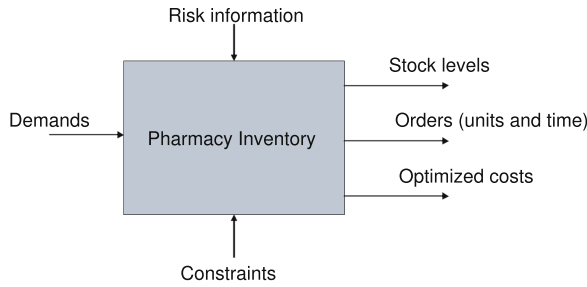 Risk information
Stock levels
Demands
Pharmacy Inventory
Orders (units and time)
Optimized costs
Constraints